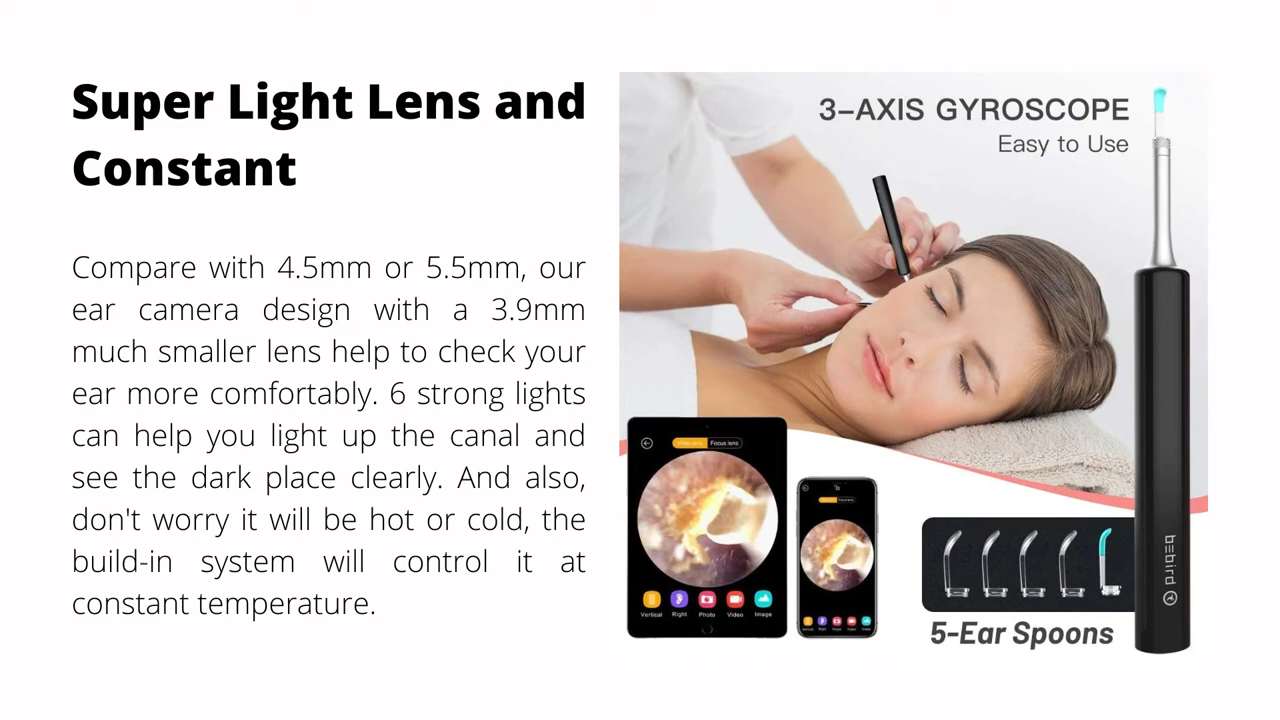 Super Light Lens and
Constant
Compare with 4.5mm or 5.5mm, our
ear camera design with a 3.9mm
much smaller lens help to check your
ear more comfortably. 6 strong lights
can help you light up the canal and
see the dark place clearly. And also,
don't worry it will be hot or cold, the
build-in system will control it at
constant temperature.
3-AXIS GYROSCOPE
Easy to Use
Focus lens
Vertical Right Photo Video Image
bebird
5-Ear Spoons